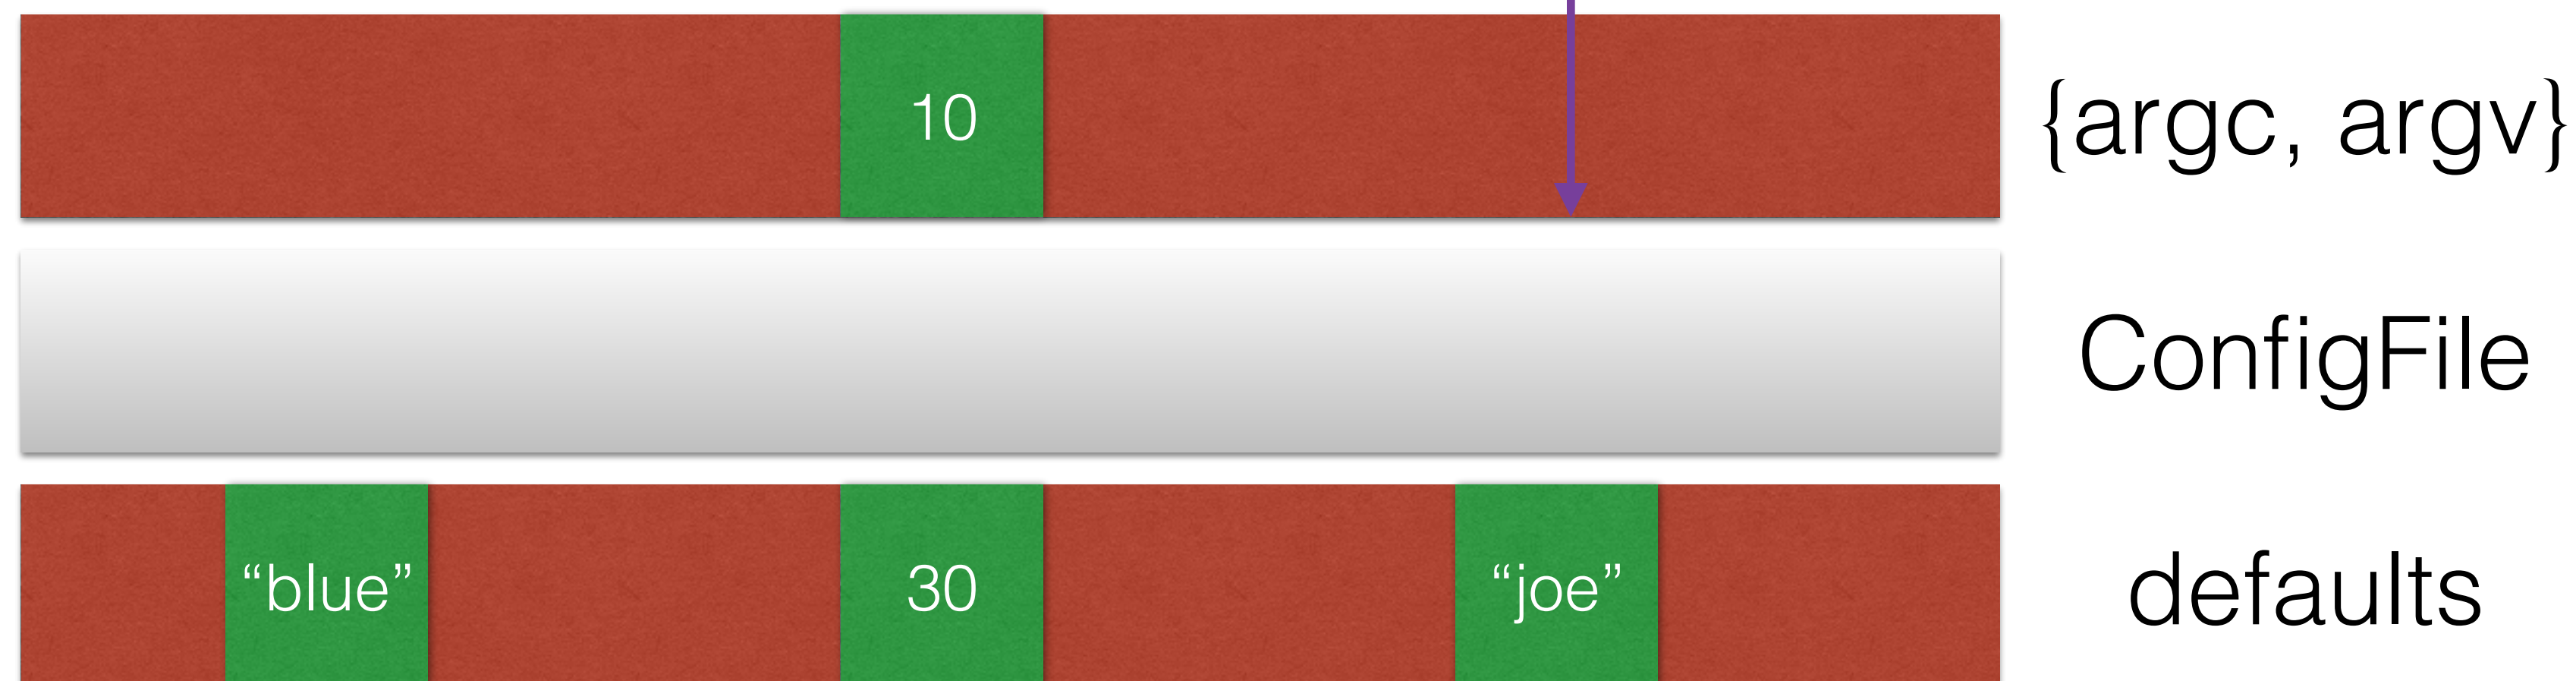 10
{argc, argv}
ConfigFile
“blue”
30
“joe”
defaults